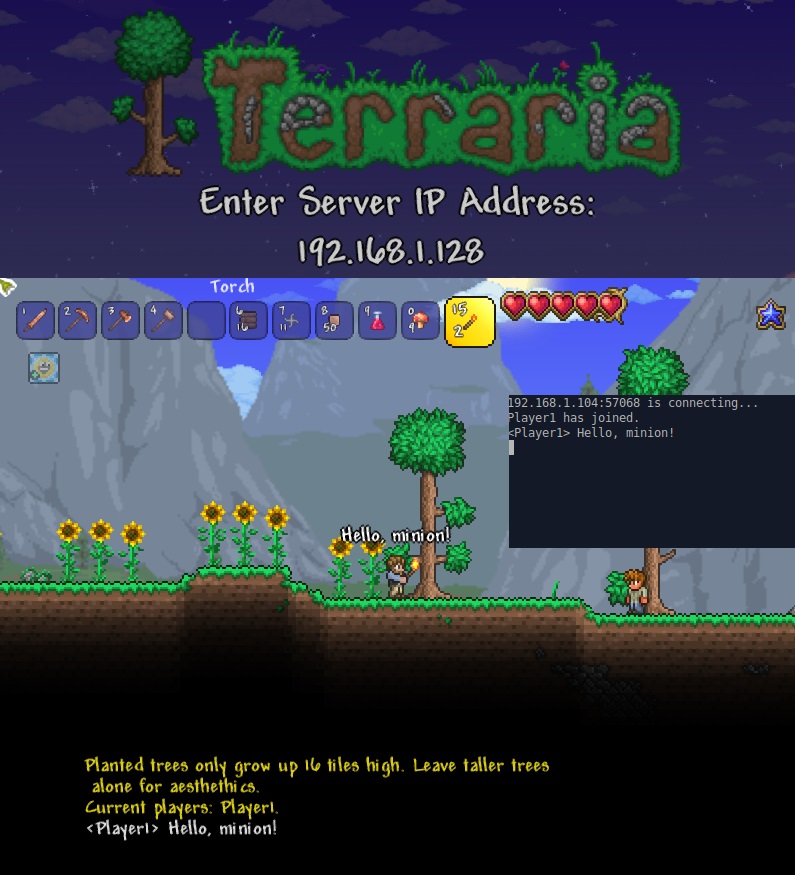 Terraria
Enter Server IP Address:
192.168.1.128
Torch
1
2
3
4
6
16
7
11
8
50
9
0
9
15
2
192.168.1.104:57068 is connecting...
Player1 has joined.
<Player1> Hello, minion!
Hello, minion!
Planted trees only grow up 16 tiles high. Leave taller trees
alone for aesthethics.
Current players: Player1.
<Player1> Hello, minion!